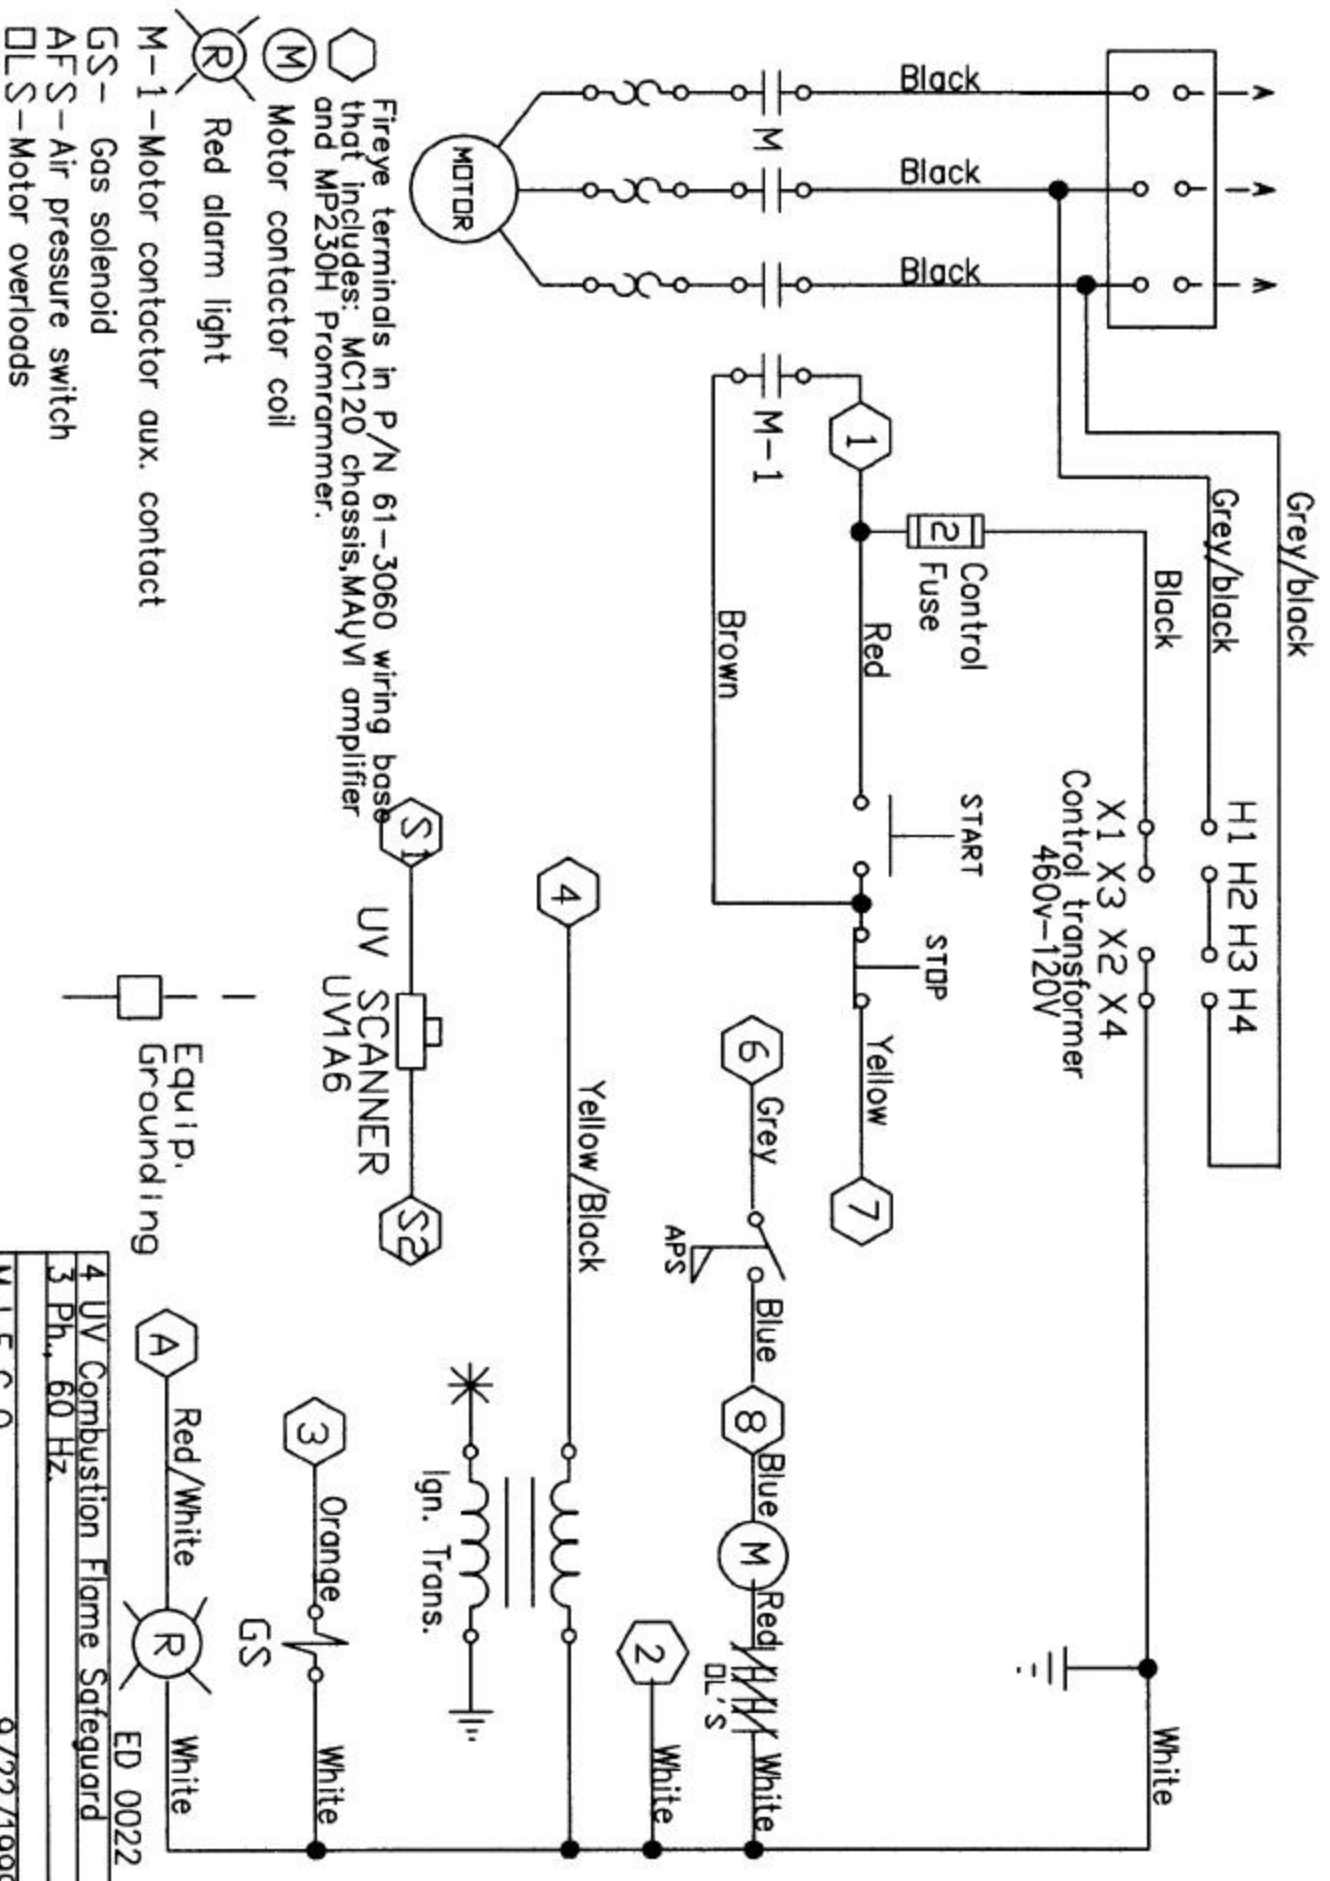 Grey/black
Grey/black
H1 H2 H3 H4
Black
X1 X3 X2 X4
Control transformer
460v-120V
White
Black
Black
Black
M
MOTOR
M-1
1
2
Control
Fuse
Red
START
STOP
Yellow
7
Brown
6
Grey
APS
Blue
8
Blue
M
Red
OL'S
White
2
White
4
Yellow/Black
Ign. Trans.
S1
UV SCANNER
UV1A6
S2
3
Orange
GS
White
A
Red/White
R
White
Equip.
Grounding
Fireye terminals in P/N 61-3060 wiring base
that includes: MC120 chassis,MAUV1 amplifier
and MP230H Promrammer.
M Motor contactor coil
R Red alarm light
M-1-Motor contactor aux. contact
GS- Gas solenoid
AFS-Air pressure switch
OLS-Motor overloads
ED 0022
4 UV Combustion Flame Safeguard
3 Ph., 60 Hz.